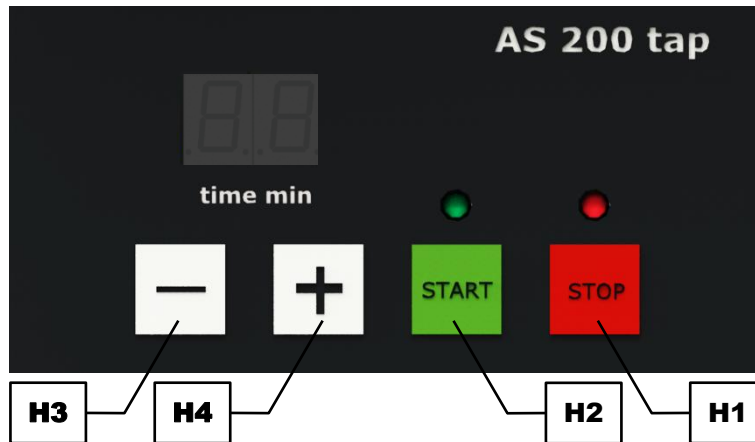 AS 200 tap
time min
− + START STOP
H3 H4 H2 H1